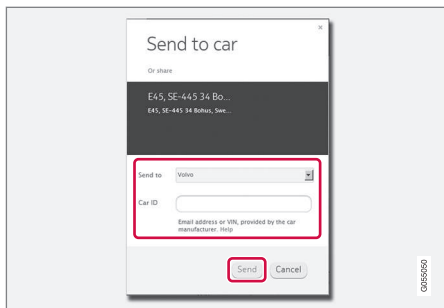 ×
Send to car
Or share
E45, SE-445 34 Bo...
E45, SE-445 34 Bohus, Swe...
Send to Volvo
Car ID
Email address or VIN, provided by the car
manufacturer. Help
Send Cancel
G055050